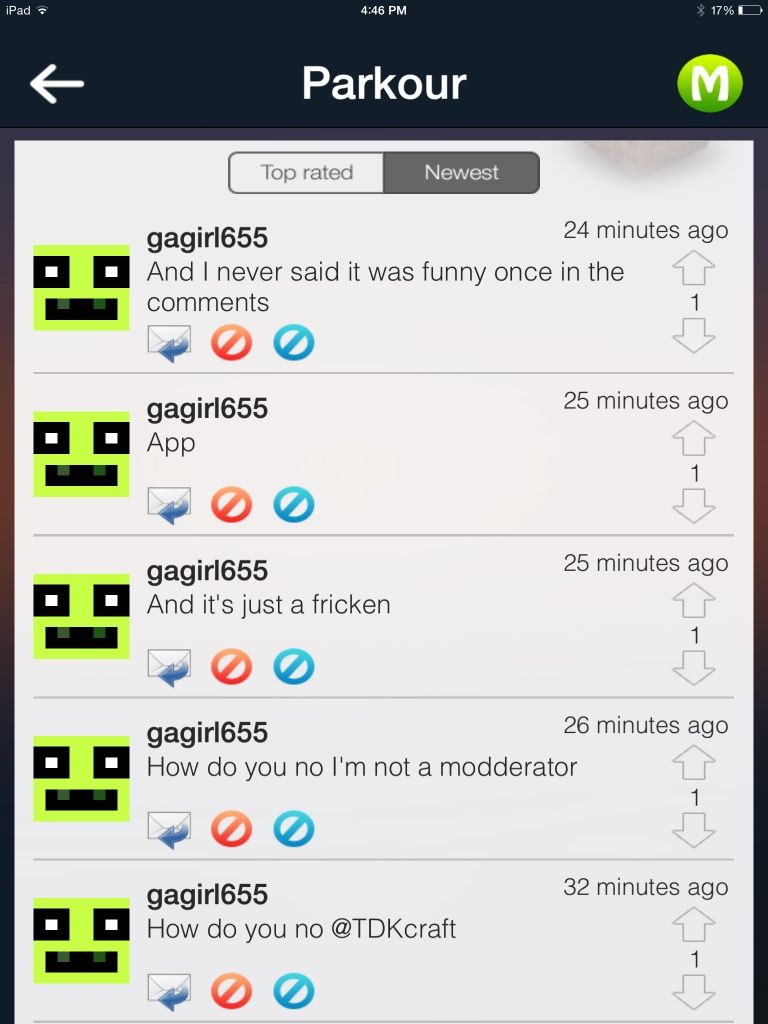 iPad 4:46 PM 17%
Parkour M
Top rated Newest
gagirl655 24 minutes ago
And I never said it was funny once in the
comments
1
gagirl655 25 minutes ago
App
1
gagirl655 25 minutes ago
And it's just a fricken
1
gagirl655 26 minutes ago
How do you no I'm not a modderator
1
gagirl655 32 minutes ago
How do you no @TDKcraft
1